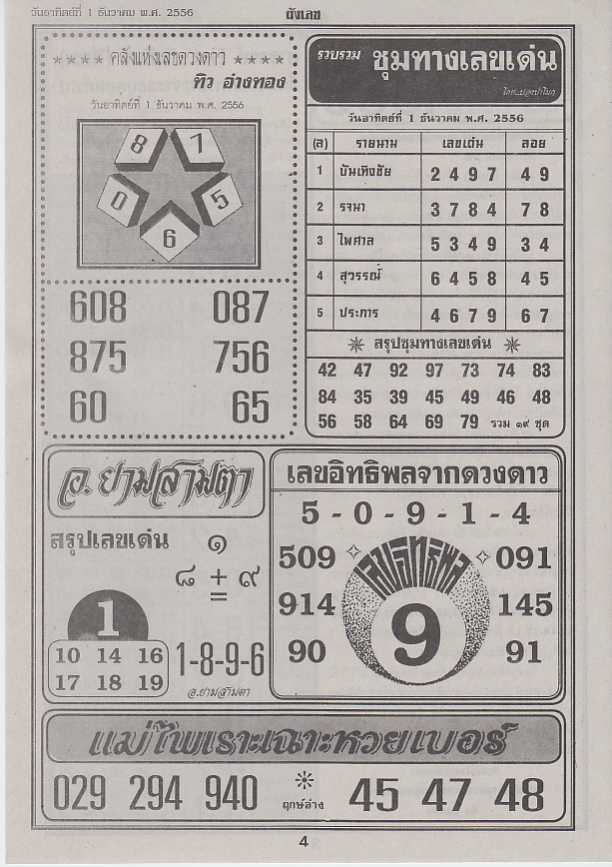 วันอาทิตย์ที่ 1 ธันวาคม พ.ศ. 2556
ผังเลข
คลังแห่งเลขดวงดาว
ทิว อ่างทอง
วันอาทิตย์ที่ 1 ธันวาคม พ.ศ. 2556
8 7
0 5
6
608 087
875 756
60 65
รวบรวม ชุมทางเลขเด่น
วันอาทิตย์ที่ 1 ธันวาคม พ.ศ. 2556
(ล) รายนาม เลขเด่น ลอย
1 บันเทิงชัย 2 4 9 7 4 9
2 รจนา 3 7 8 4 7 8
3 ไพศาล 5 3 4 9 3 4
4 สุวรรณ์ 6 4 5 8 4 5
5 ประการ 4 6 7 9 6 7
สรุปชุมทางเลขเด่น
42 47 92 97 73 74 83
84 35 39 45 49 46 48
56 58 64 69 79 รวม ๑๙ ชุด
อ.ยามสามตา
สรุปเลขเด่น ๑
๘ + ๙
=
1
10 14 16
17 18 19
1-8-9-6
อ.ยามสามตา
เลขอิทธิพลจากดวงดาว
5 - 0 - 9 - 1 - 4
509 เลขอิทธิพล 091
914 9 145
90 91
แม่ไพเราะเฉาะหวยเบอร์
029 294 940 ฤกษ์ล่าง 45 47 48
4